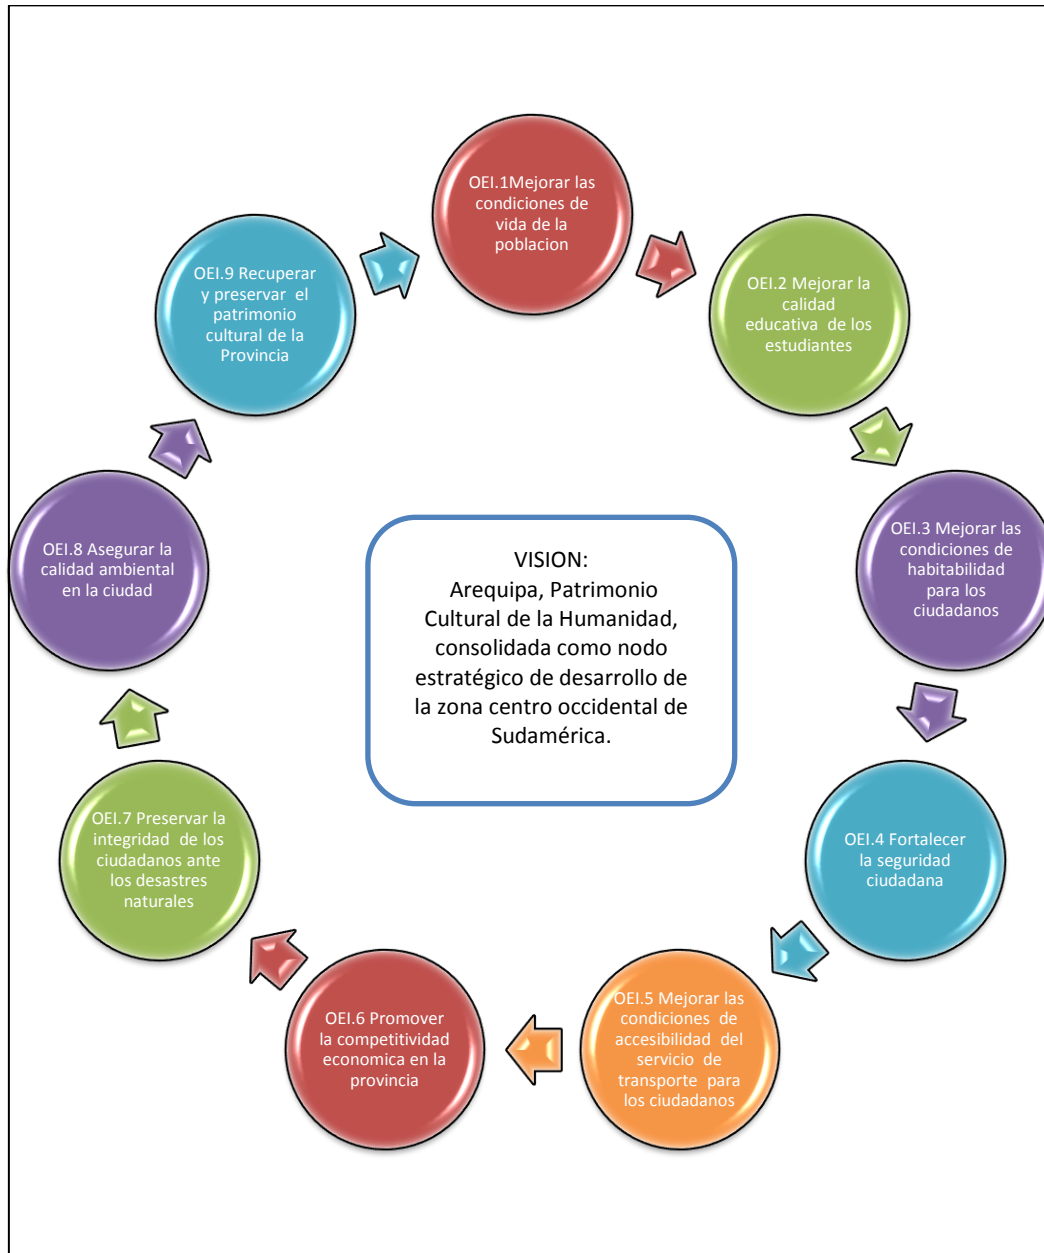 OEI.1Mejorar las
condiciones de
vida de la
poblacion
OEI.2 Mejorar la
calidad
educativa de los
estudiantes
OEI.3 Mejorar las
condiciones de
habitabilidad
para los
ciudadanos
OEI.4 Fortalecer
la seguridad
ciudadana
OEI.5 Mejorar las
condiciones de
accesibilidad del
servicio de
transporte para
los ciudadanos
OEI.6 Promover
la competitividad
economica en la
provincia
OEI.7 Preservar la
integridad de los
ciudadanos ante
los desastres
naturales
OEI.8 Asegurar la
calidad ambiental
en la ciudad
OEI.9 Recuperar
y preservar el
patrimonio
cultural de la
Provincia
VISION:
Arequipa, Patrimonio
Cultural de la Humanidad,
consolidada como nodo
estratégico de desarrollo de
la zona centro occidental de
Sudamérica.